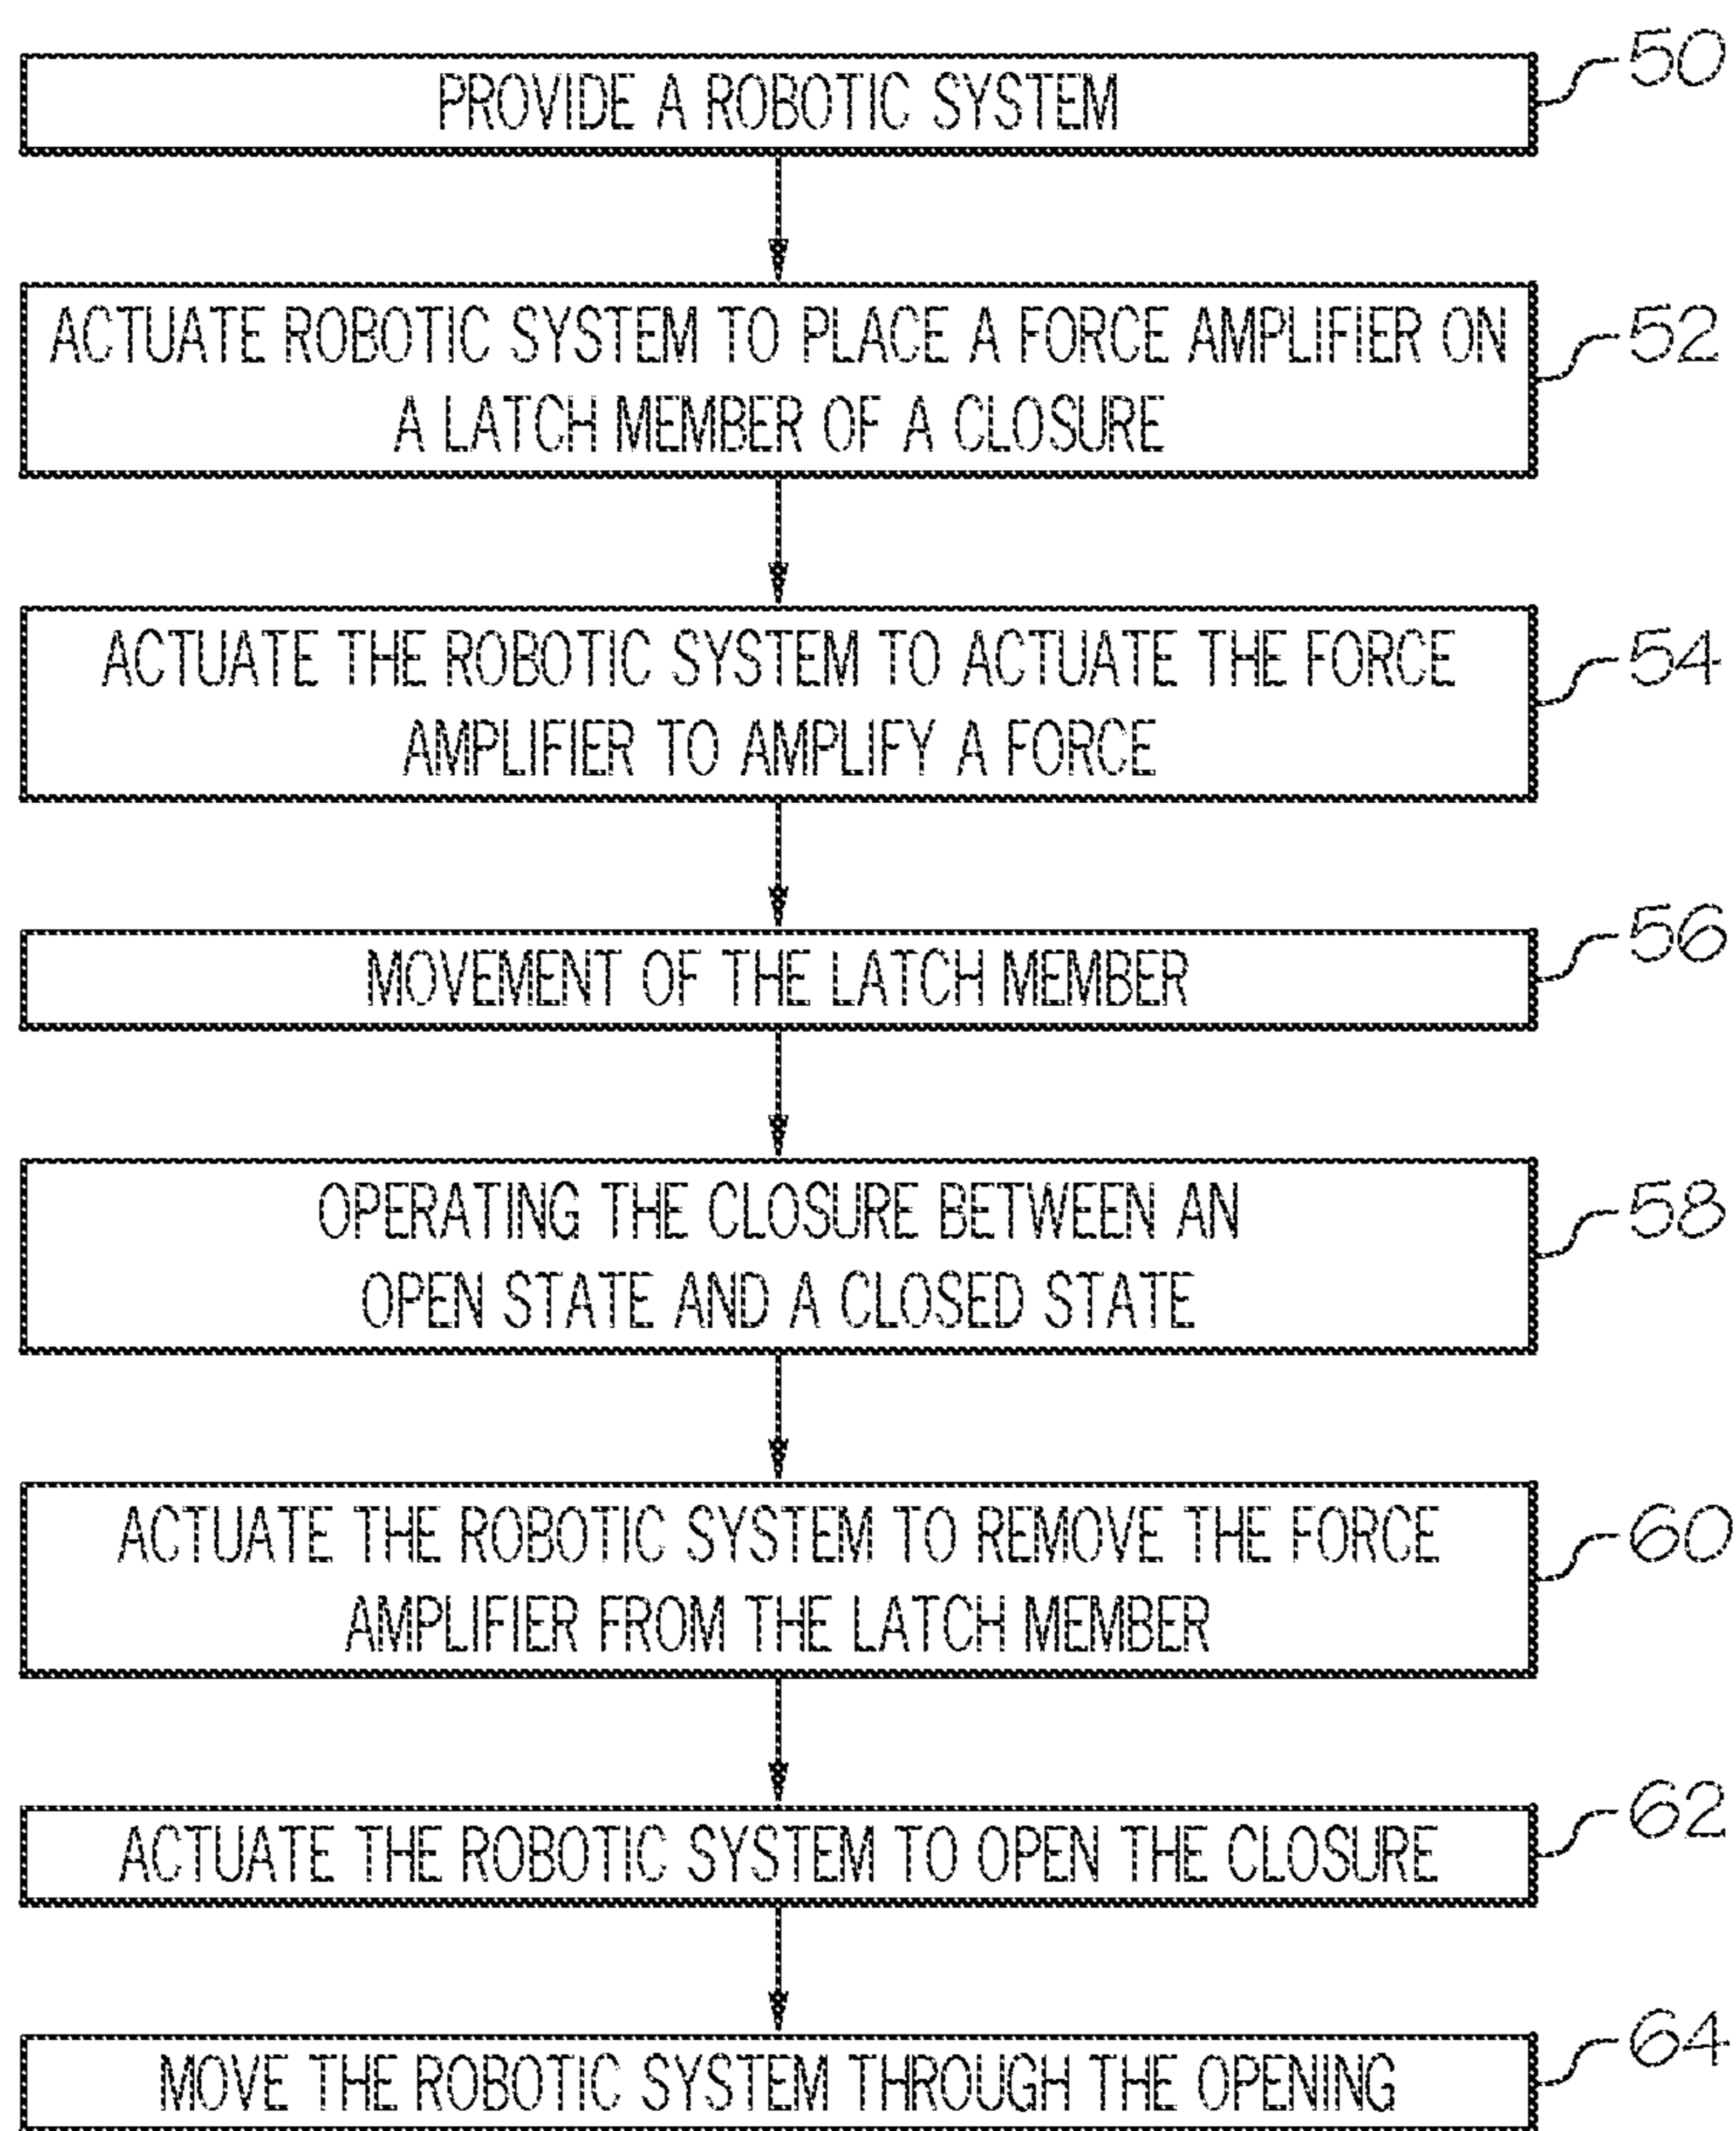 PROVIDE A ROBOTIC SYSTEM
50
ACTUATE ROBOTIC SYSTEM TO PLACE A FORCE AMPLIFIER ON
A LATCH MEMBER OF A CLOSURE
52
ACTUATE THE ROBOTIC SYSTEM TO ACTUATE THE FORCE
AMPLIFIER TO AMPLIFY A FORCE
54
MOVEMENT OF THE LATCH MEMBER
56
OPERATING THE CLOSURE BETWEEN AN
OPEN STATE AND A CLOSED STATE
58
ACTUATE THE ROBOTIC SYSTEM TO REMOVE THE FORCE
AMPLIFIER FROM THE LATCH MEMBER
60
ACTUATE THE ROBOTIC SYSTEM TO OPEN THE CLOSURE
62
MOVE THE ROBOTIC SYSTEM THROUGH THE OPENING
64